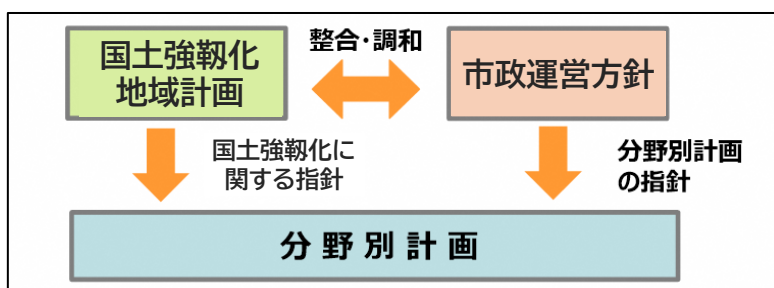 国土強靱化
地域計画
整合・調和
市政運営方針
国土強靱化に
関する指針
分野別計画
の指針
分野別計画